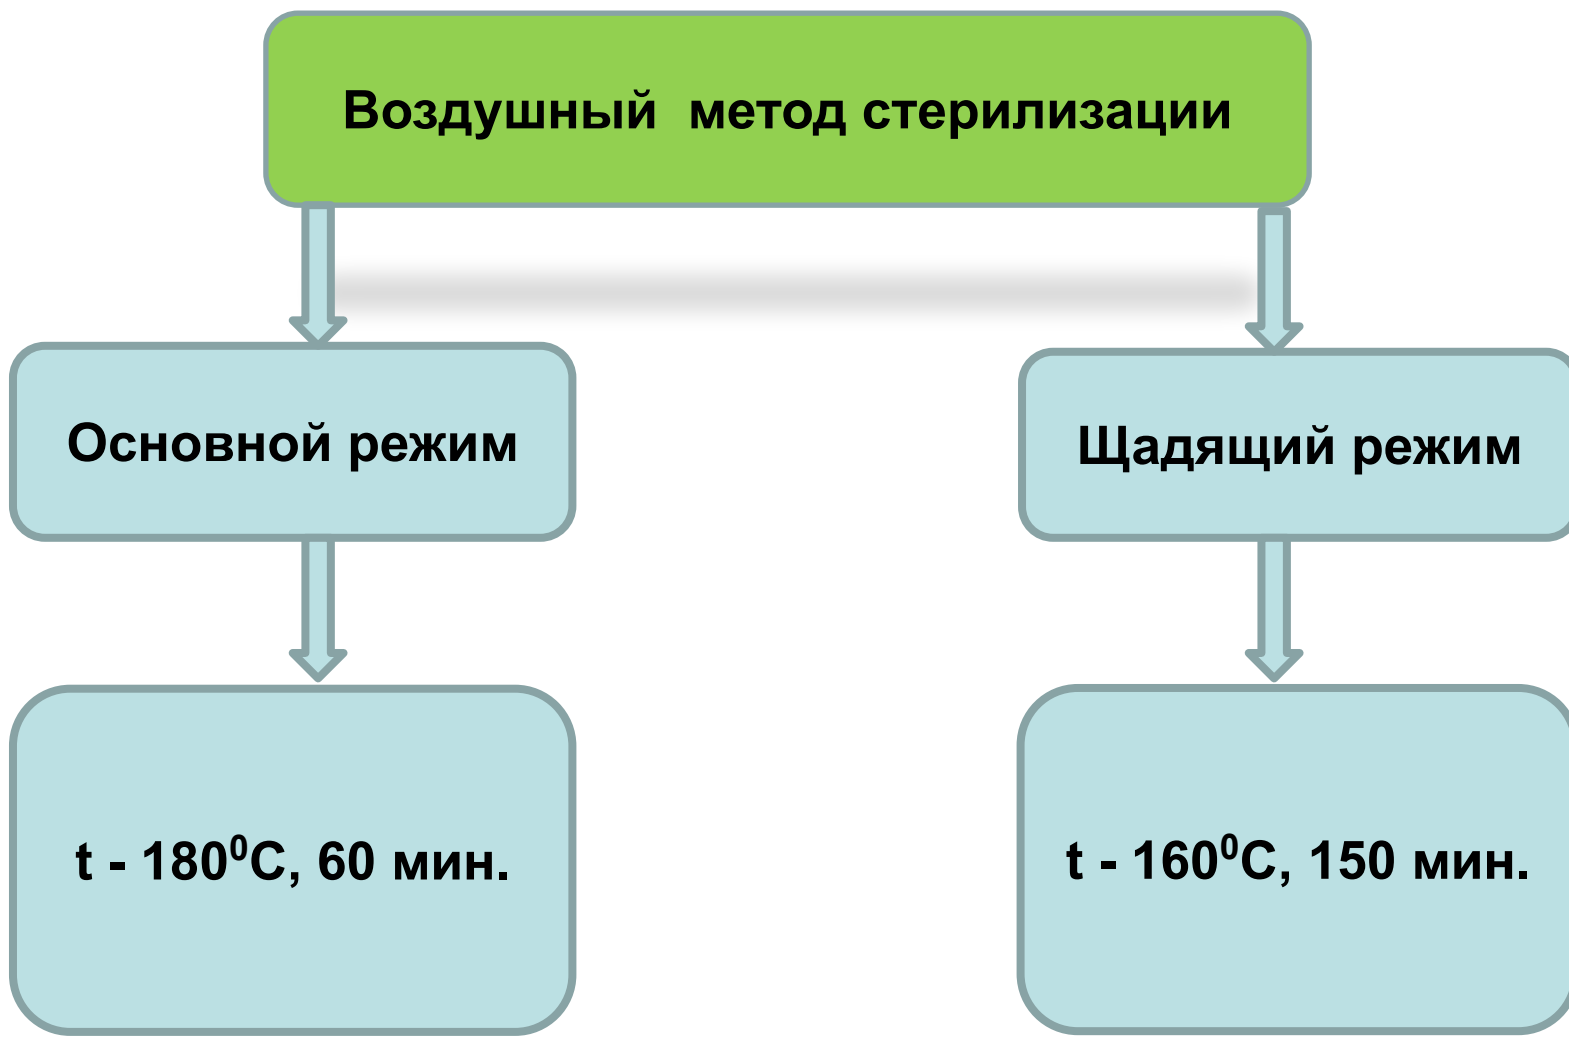 Воздушный метод стерилизации
Основной режим
Щадящий режим
t - 180⁰С, 60 мин.
t - 160⁰С, 150 мин.